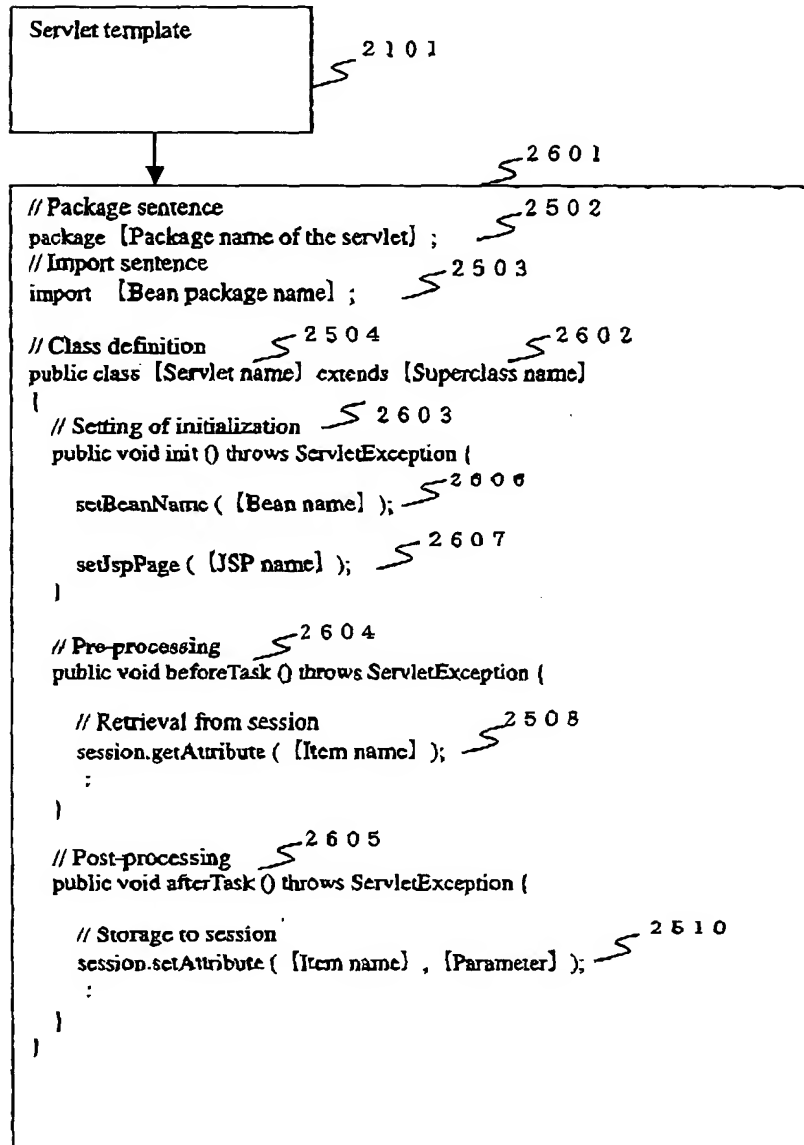 Servlet template
2101
2601
// Package sentence
2502
package [Package name of the servlet] ;
// Import sentence
2503
import [Bean package name] ;
// Class definition 2504 2602
public class [Servlet name] extends [Superclass name]
{
// Setting of initialization 2603
public void init () throws ServletException {
setBeanName ( [Bean name] ); 2606
setJspPage ( [JSP name] ); 2607
}
// Pre-processing 2604
public void beforeTask () throws ServletException {
// Retrieval from session 2508
session.getAttribute ( [Item name] );
:
}
// Post-processing 2605
public void afterTask () throws ServletException {
// Storage to session 2510
session.setAttribute ( [Item name] , [Parameter] );
:
}
}